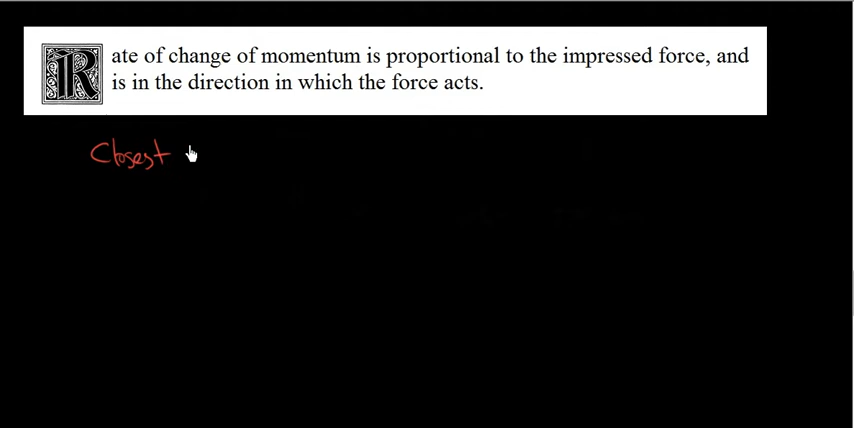 Rate of change of momentum is proportional to the impressed force, and
is in the direction in which the force acts.
Closest